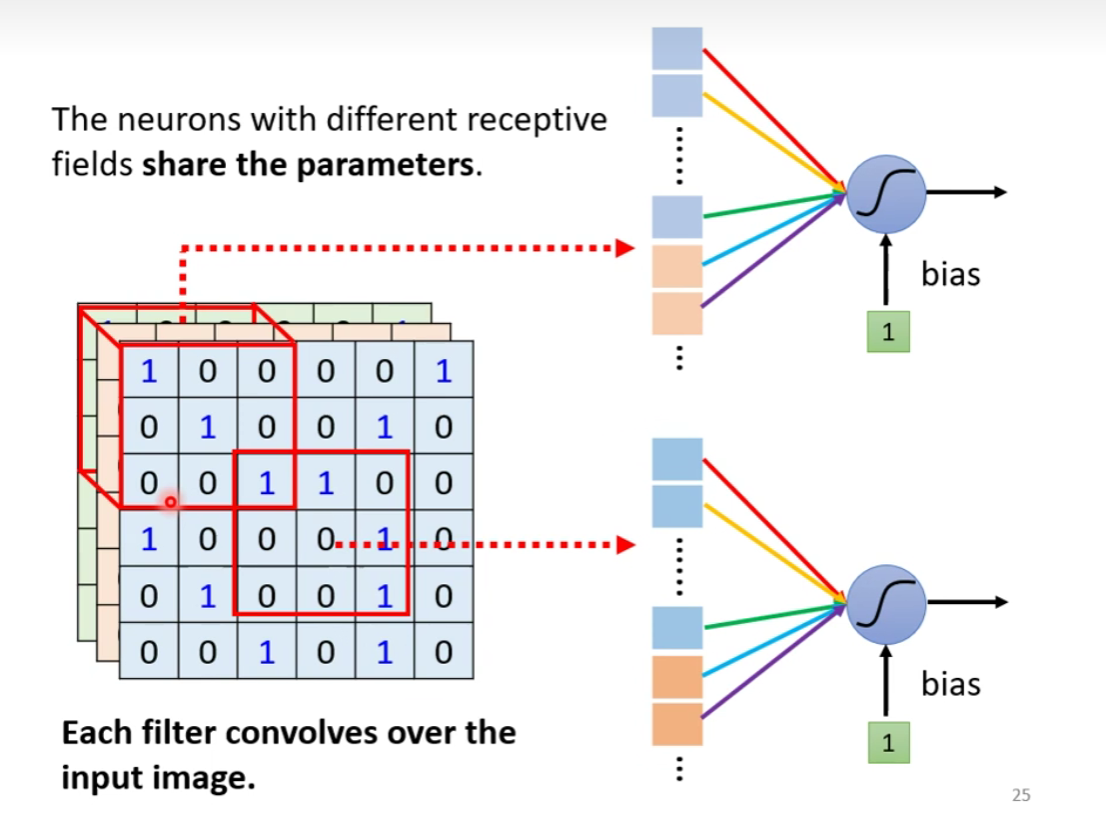 The neurons with different receptive
fields share the parameters.
bias
1
1 0 0 0 0 1
0 1 0 0 1 0
0 0 1 1 0 0
1 0 0 0 1 0
0 1 0 0 1 0
0 0 1 0 1 0
bias
1
Each filter convolves over the
input image.
25